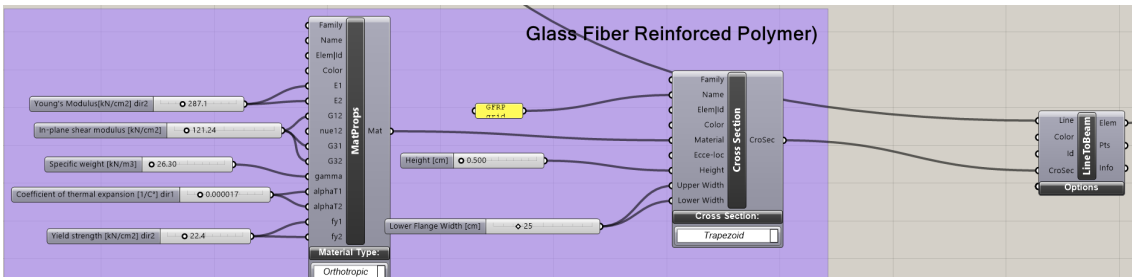 Glass Fiber Reinforced Polymer)
Family
Name
Elem|Id
Color
E1
E2
G12
nue12
G31
G32
gamma
alphaT1
alphaT2
fy1
fy2
MatProps
Mat
Material Type:
Orthotropic
Young's Modulus[kN/cm2] dir2 287.1
In-plane shear modulus [kN/cm2] 121.24
Specific weight [kN/m3] 26.30
Coefficient of thermal expansion [1/C°] dir1 0.000017
Yield strength [kN/cm2] dir2 22.4
GFRP
grid
Height [cm] 0.500
Lower Flange Width [cm] 25
Family
Name
Elem|Id
Color
Material
Ecce-loc
Height
Upper Width
Lower Width
Cross Section
CroSec
Cross Section:
Trapezoid
Line
Color
Id
CroSec
LineToBeam
Elem
Pts
Info
Options